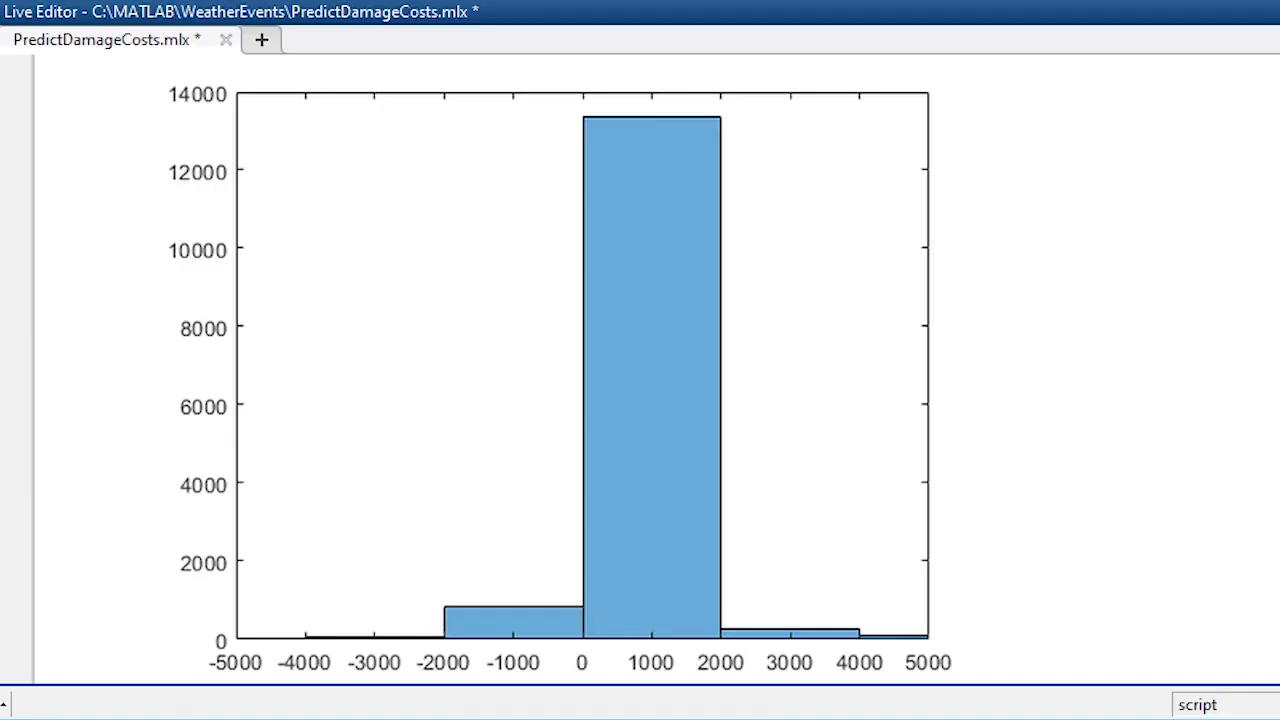 Live Editor - C:\MATLAB\WeatherEvents\PredictDamageCosts.mlx *
PredictDamageCosts.mlx *
14000
12000
10000
8000
6000
4000
2000
0
-5000 -4000 -3000 -2000 -1000 0 1000 2000 3000 4000 5000
script